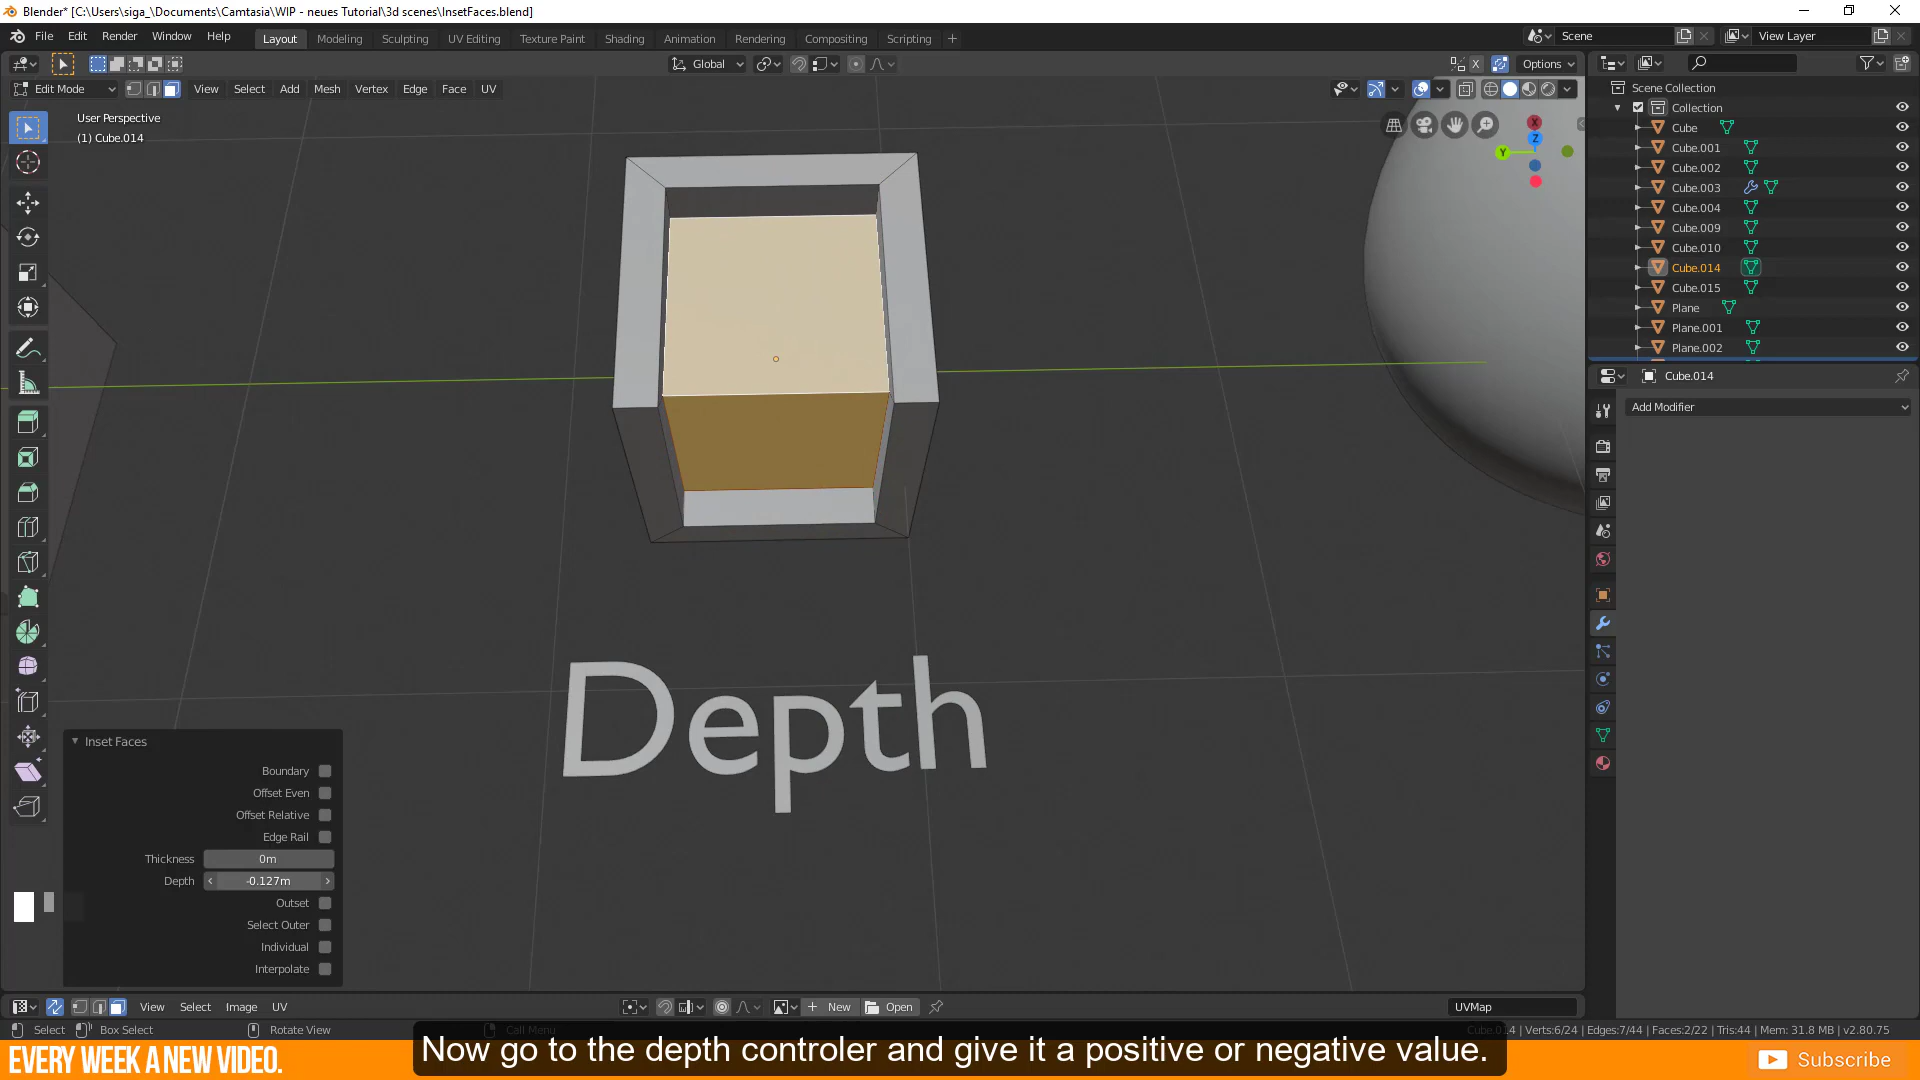 Blender* [C:\Users\siga_\Documents\Camtasia\WIP - neues Tutorial\3d scenes\InsetFaces.blend]
File Edit Render Window Help
Layout Modeling Sculpting UV Editing Texture Paint Shading Animation Rendering Compositing Scripting +
Scene
View Layer
Global
X
Options
Edit Mode
View Select Add Mesh Vertex Edge Face UV
User Perspective
(1) Cube.014
X
Z
Y
Scene Collection
Collection
Cube
Cube.001
Cube.002
Cube.003
Cube.004
Cube.009
Cube.010
Cube.014
Cube.015
Plane
Plane.001
Plane.002
Cube.014
Add Modifier
Depth
Inset Faces
Boundary
Offset Even
Offset Relative
Edge Rail
Thickness 0m
Depth -0.127m
Outset
Select Outer
Individual
Interpolate
View Select Image UV
New
Open
UVMap
Select Box Select Rotate View Call Menu
Cube.014 | Verts:6/24 | Edges:7/44 | Faces:2/22 | Tris:44 | Mem: 31.8 MB | v2.80.75
EVERY WEEK A NEW VIDEO.
Now go to the depth controler and give it a positive or negative value.
Subscribe